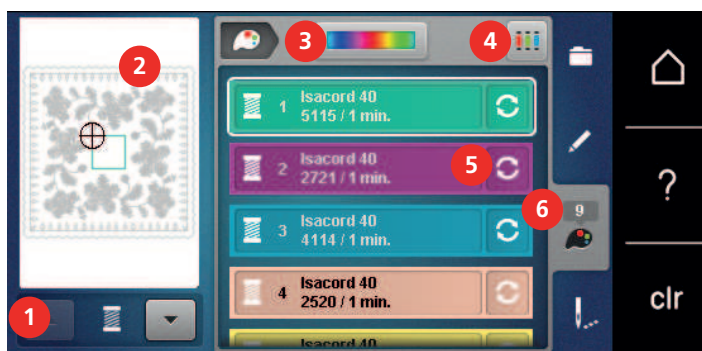 1
2
3
4
5
6
9
1 Isacord 40
5115 / 1 min.
2 Isacord 40
2721 / 1 min.
3 Isacord 40
4114 / 1 min.
4 Isacord 40
2520 / 1 min.
Isacord 40
?
clr